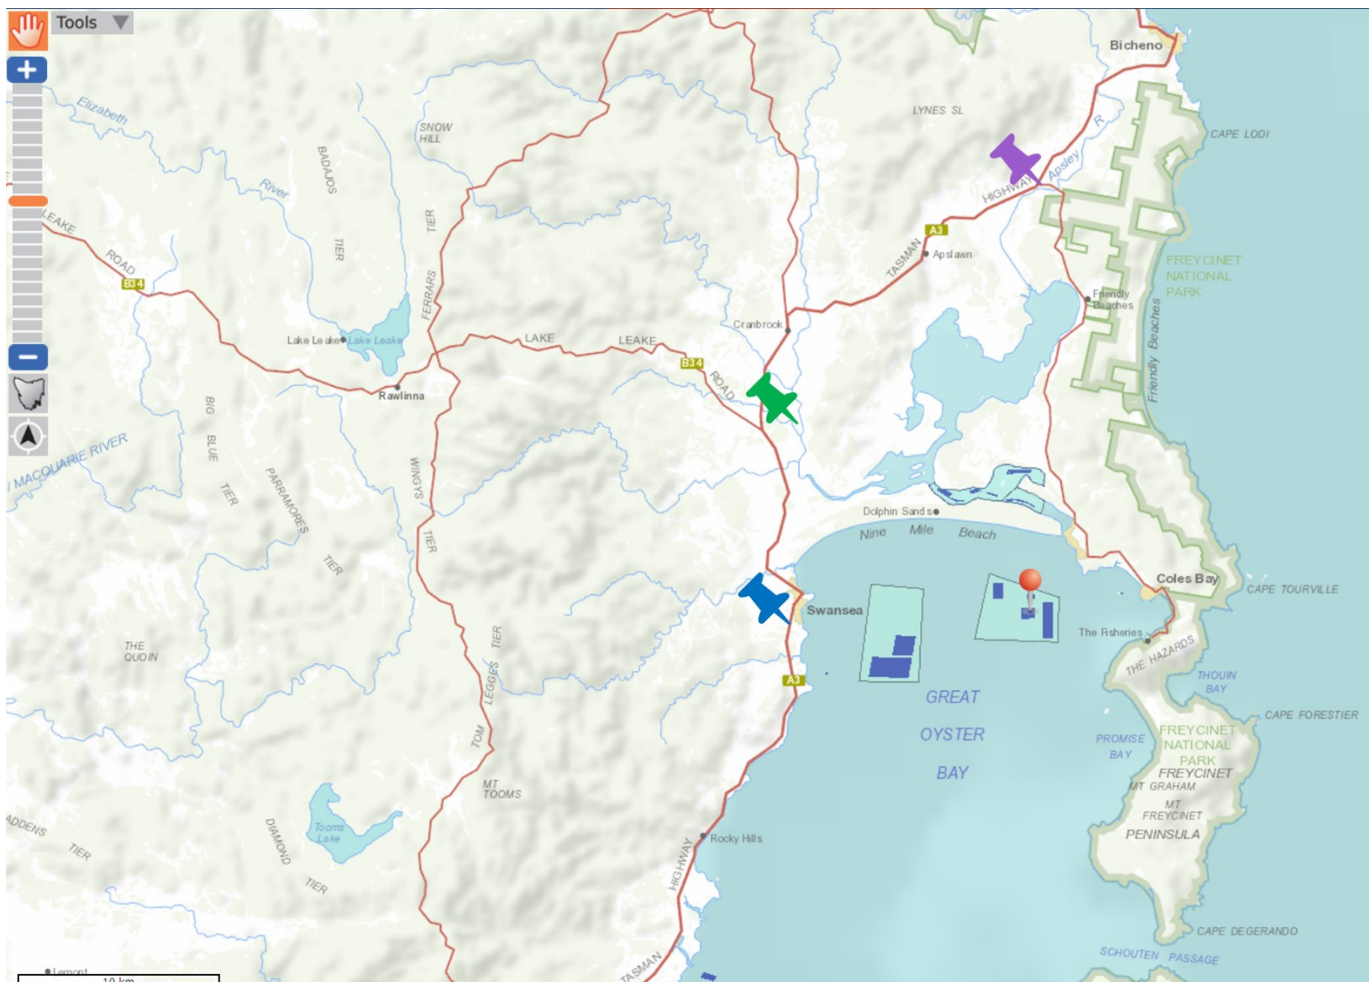 Tools
Bicheno
Elizabeth
River
SNOW
HILL
LYNES SL
R
Apsley
CAPE LODI
BADAJOS
TIER
HIGHWAY
LEAKE
ROAD
B34
FERRARS
TIER
TASMAN
A3
Apslawn
FREYCINET
NATIONAL
PARK
Friendly
Beaches
Friendly Beaches
Cranbrook
Lake Leake
Lake Leake
LAKE
LEAKE
B34
ROAD
Rawlinna
BIG
BLUE
TIER
MACQUARIE RIVER
PARRAMORES
TIER
WINGYS
TIER
Dolphin Sands
Nine Mile Beach
Coles Bay
CAPE TOURVILLE
Swansea
The Fisheries
THE HAZARDS
THE
QUOIN
LEGGES TIER
TOM
A3
THOUIN
BAY
GREAT
OYSTER
BAY
CAPE FORESTIER
PROMISE
BAY
FREYCINET
NATIONAL
PARK
FREYCINET
MT GRAHAM
MT
FREYCINET
PENINSULA
MT
TOOMS
Tooms
Lake
ADDENS
TIER
DIAMOND
TIER
Rocky Hills
HIGHWAY
TASMAN
CAPE DEGERANDO
SCHOUTEN PASSAGE
Lemont
10 km